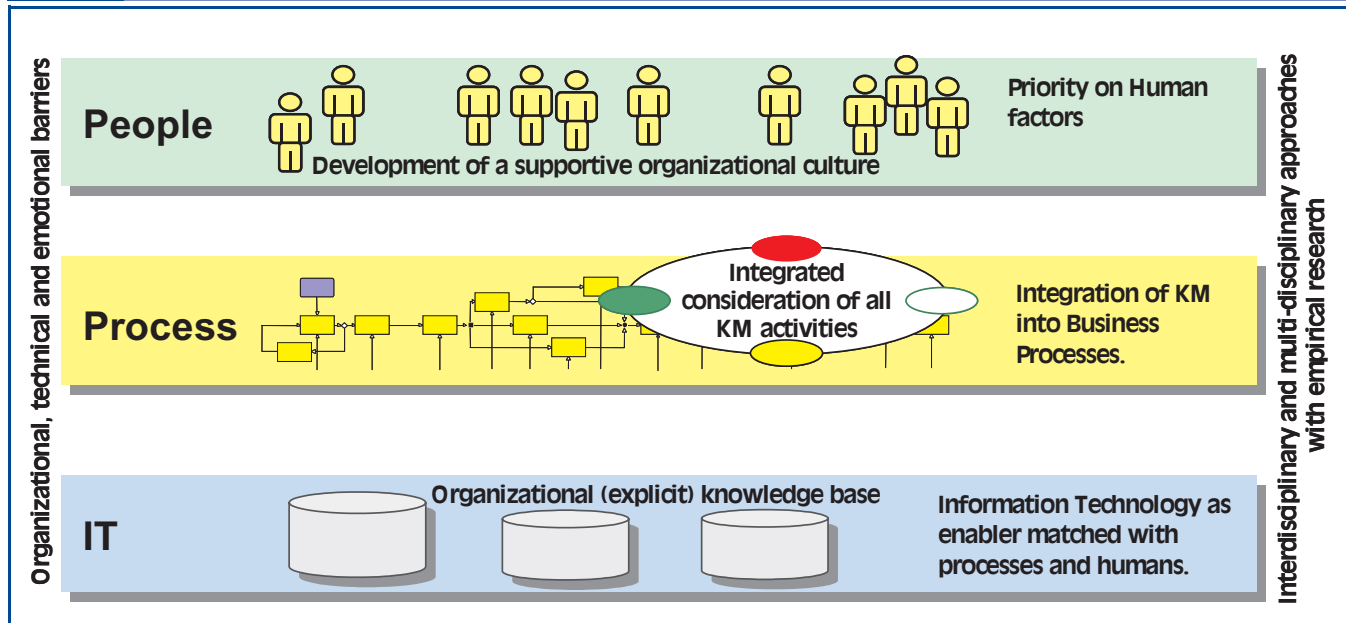 Organizational, technical and emotional barriers
People
Development of a supportive organizational culture
Priority on Human
factors
Process
Integrated
consideration of all
KM activities
Integration of KM
into Business
Processes.
IT
Organizational (explicit) knowledge base
Information Technology as
enabler matched with
processes and humans.
Interdisciplinary and multi-disciplinary approaches
with empirical research